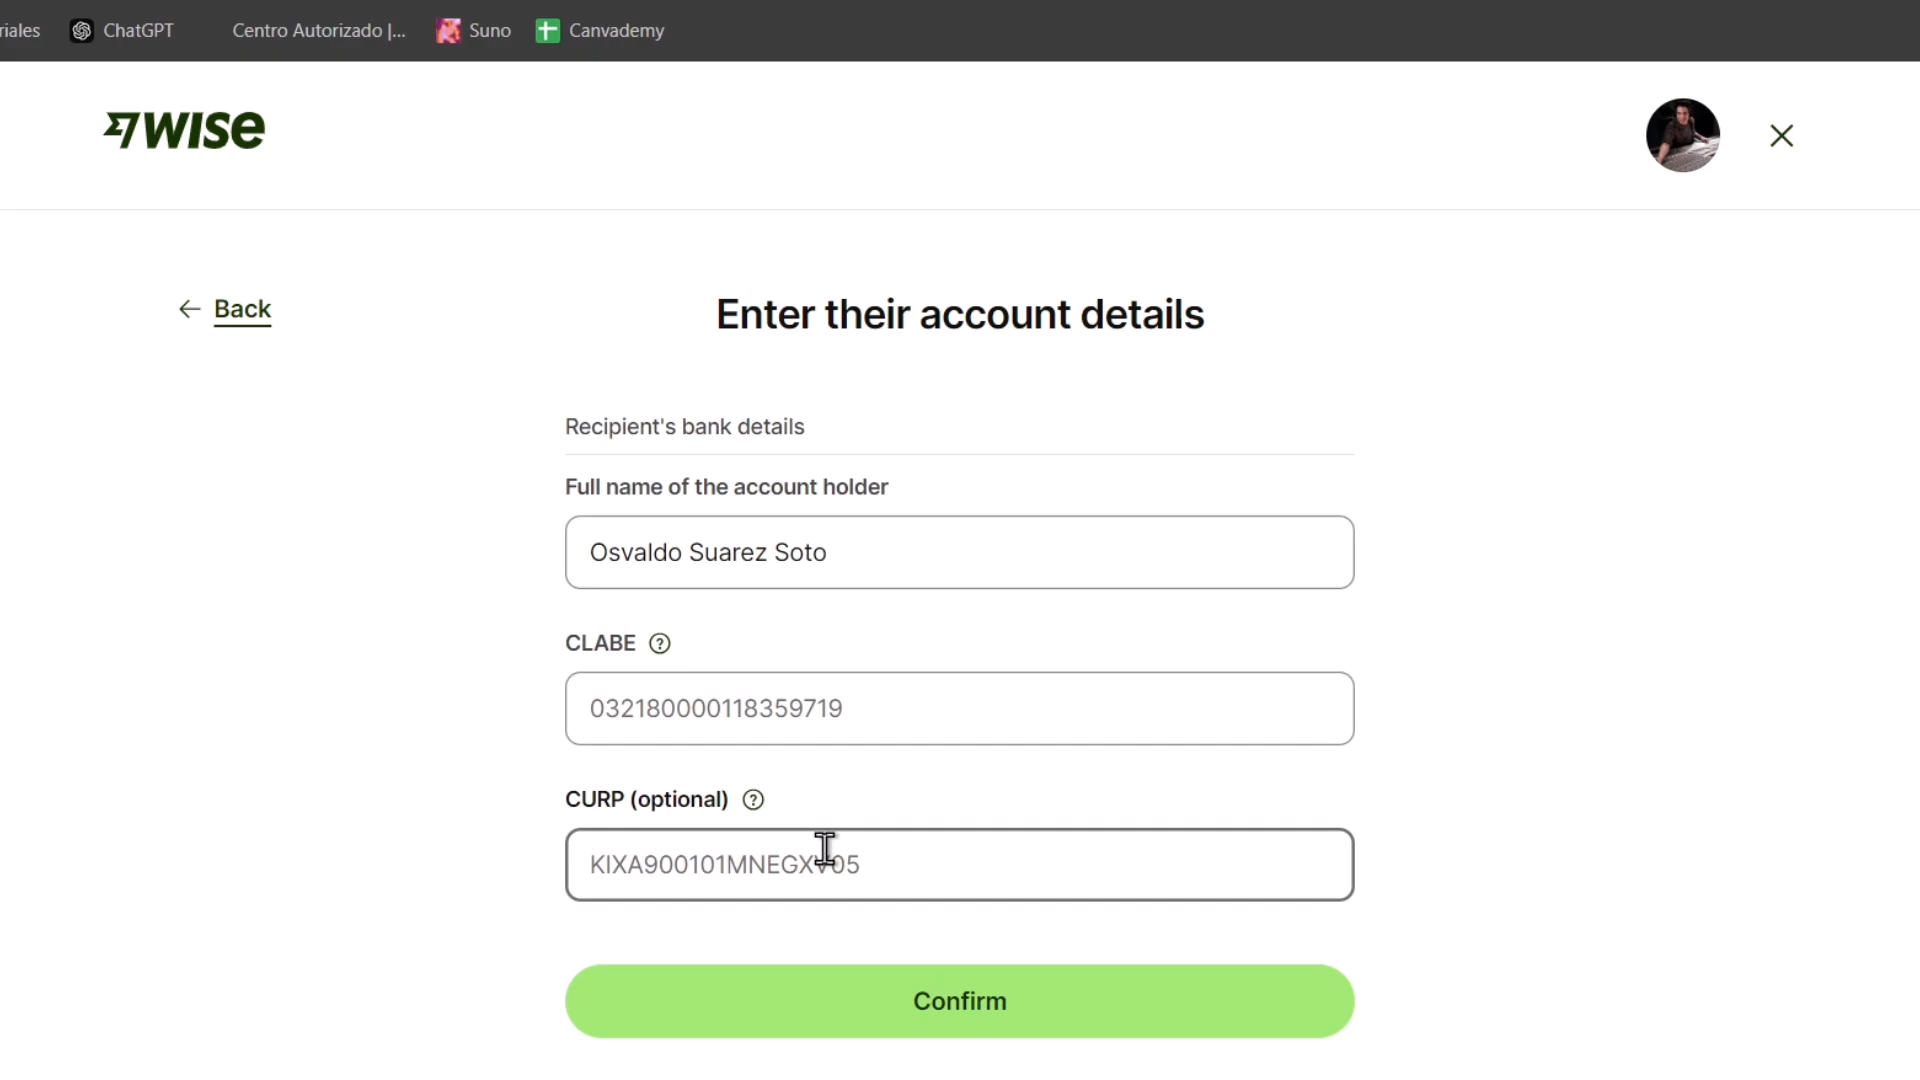 riales ChatGPT Centro Autorizado |... Suno Canvademy
WISE
Back
Enter their account details
Recipient's bank details
Full name of the account holder
Osvaldo Suarez Soto
CLABE ?
032180000118359719
CURP (optional) ?
KIXA900101MNEGXV05
Confirm